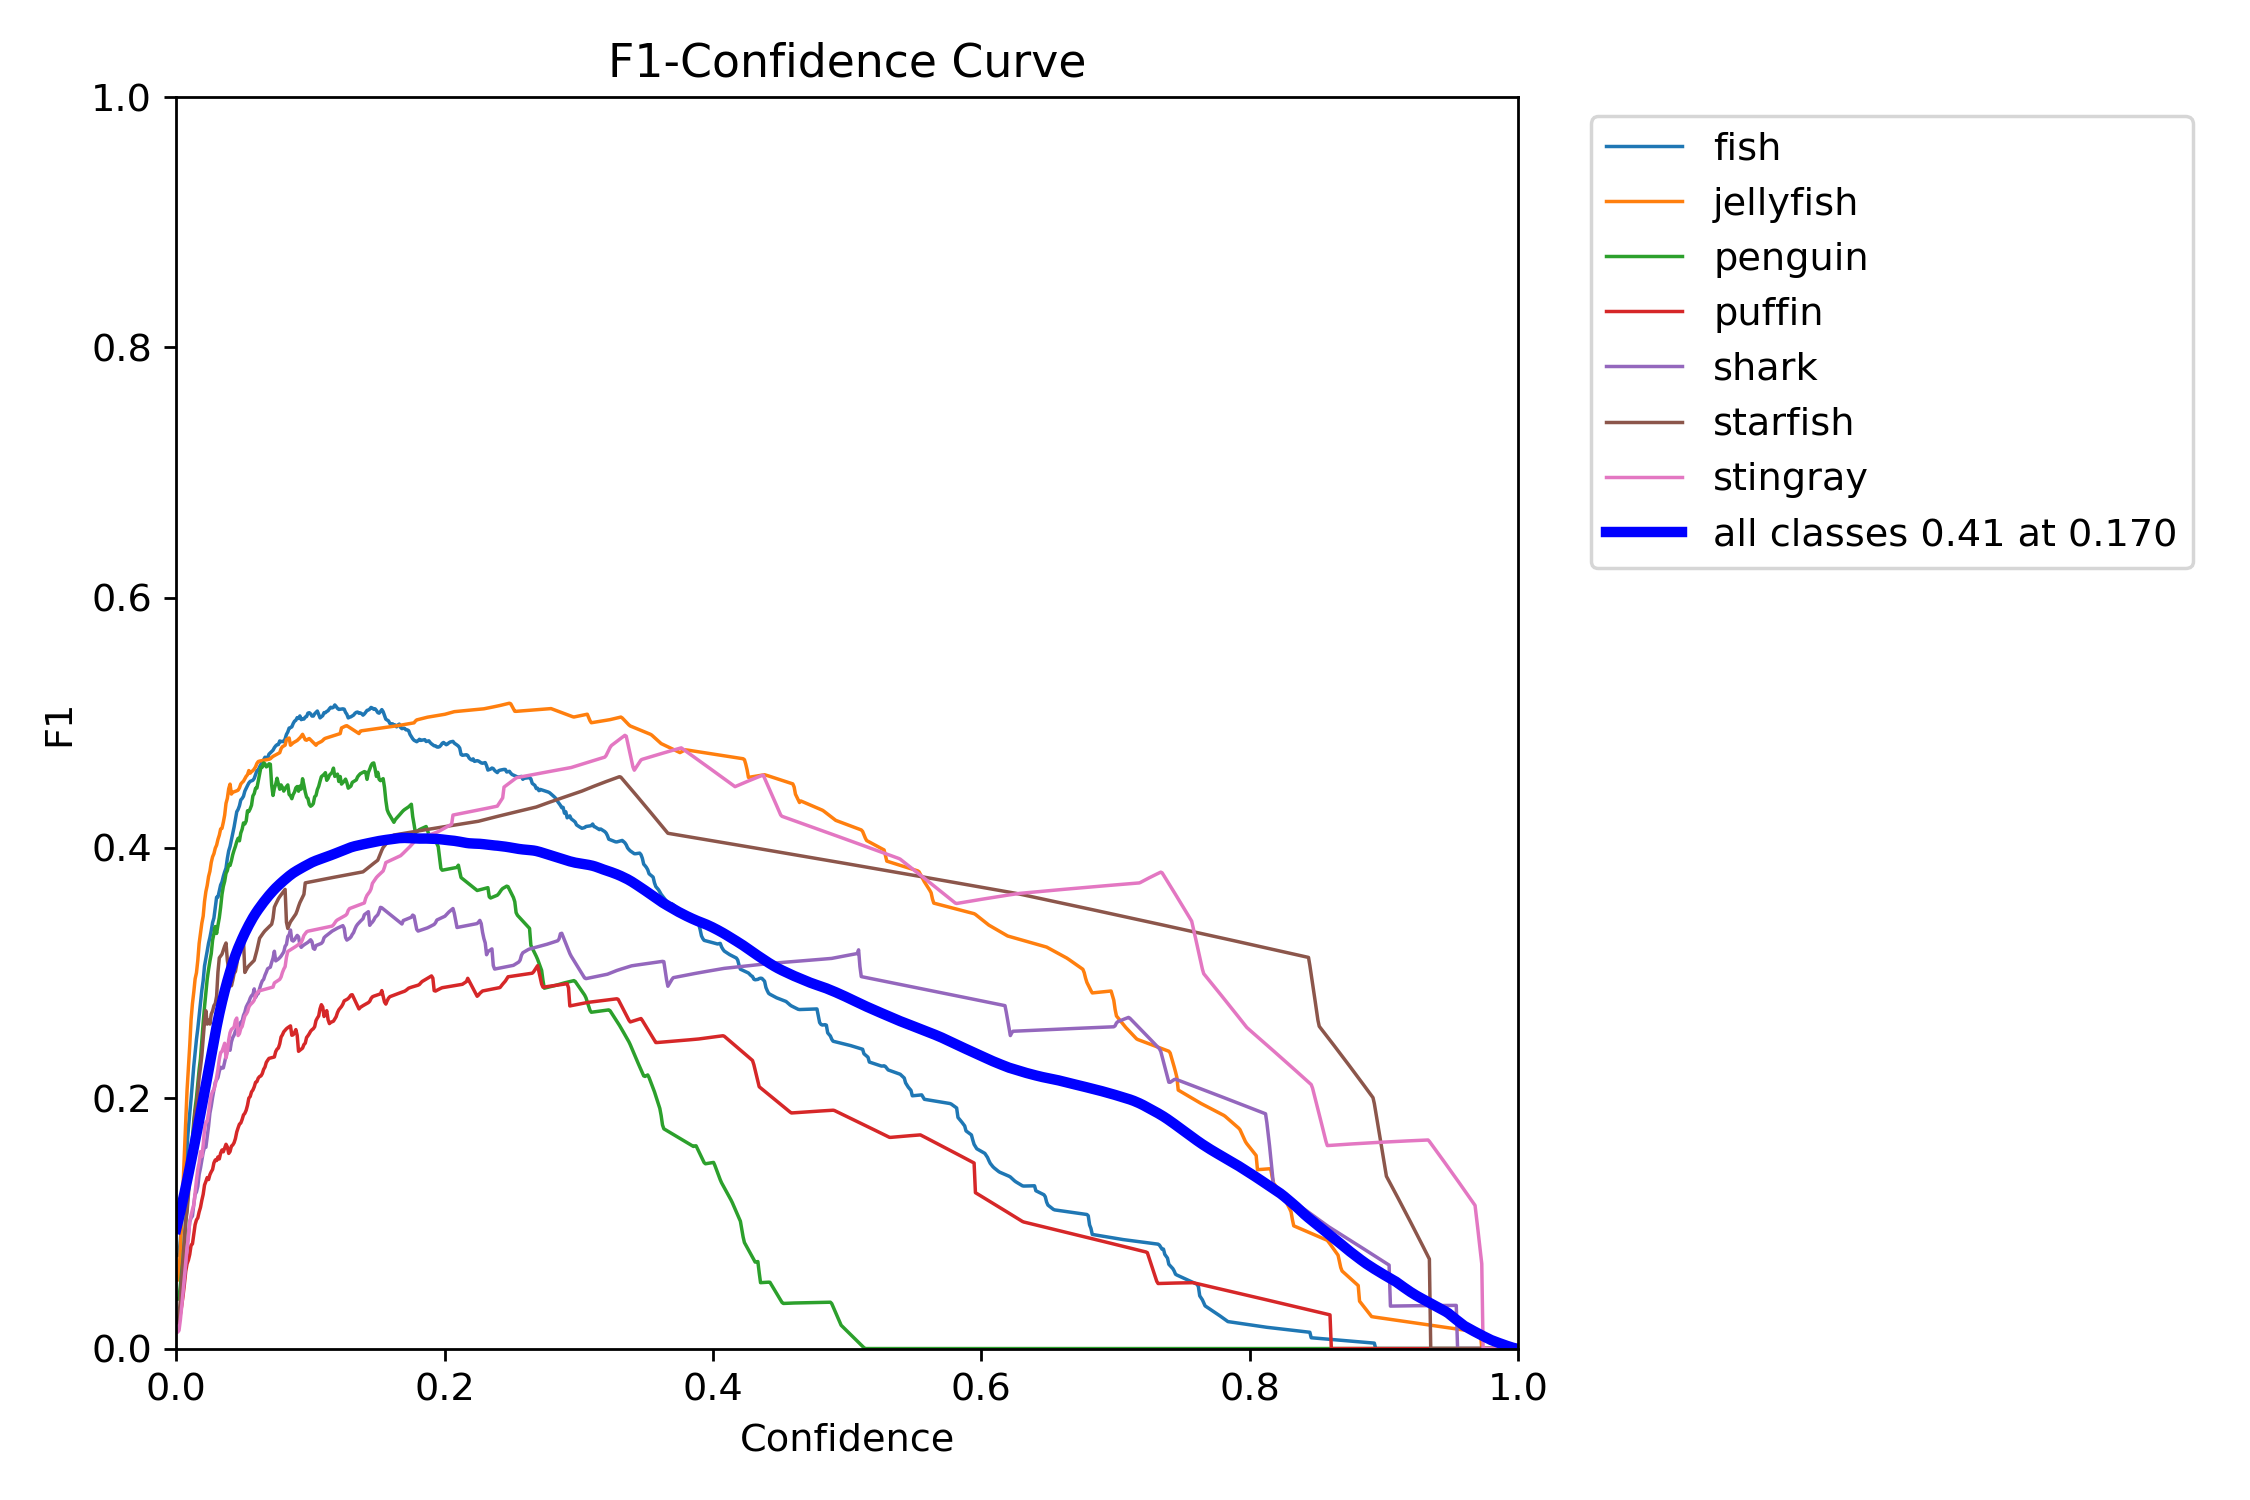 F1-Confidence Curve
1.0
0.8
0.6
0.4
0.2
0.0
F1
0.0 0.2 0.4 0.6 0.8 1.0
Confidence
fish
jellyfish
penguin
puffin
shark
starfish
stingray
all classes 0.41 at 0.170